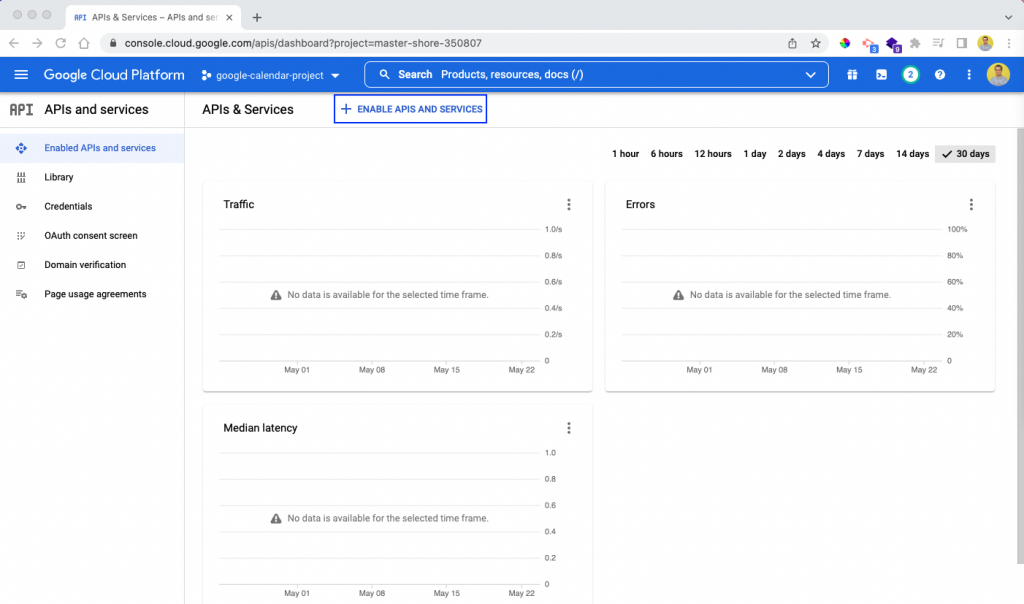 API APIs & Services – APIs and ser
console.cloud.google.com/apis/dashboard?project=master-shore-350807
3
9
Google Cloud Platform
google-calendar-project
Search Products, resources, docs (/)
2
API APIs and services
APIs & Services
ENABLE APIS AND SERVICES
Enabled APIs and services
Library
Credentials
OAuth consent screen
Domain verification
Page usage agreements
1 hour 6 hours 12 hours 1 day 2 days 4 days 7 days 14 days 30 days
Traffic
1.0/s
0.8/s
0.6/s
No data is available for the selected time frame.
0.4/s
0.2/s
0
May 01 May 08 May 15 May 22
Errors
100%
80%
60%
No data is available for the selected time frame.
40%
20%
0
May 01 May 08 May 15 May 22
Median latency
1.0
0.8
0.6
No data is available for the selected time frame.
0.4
0.2
0
May 01 May 08 May 15 May 22